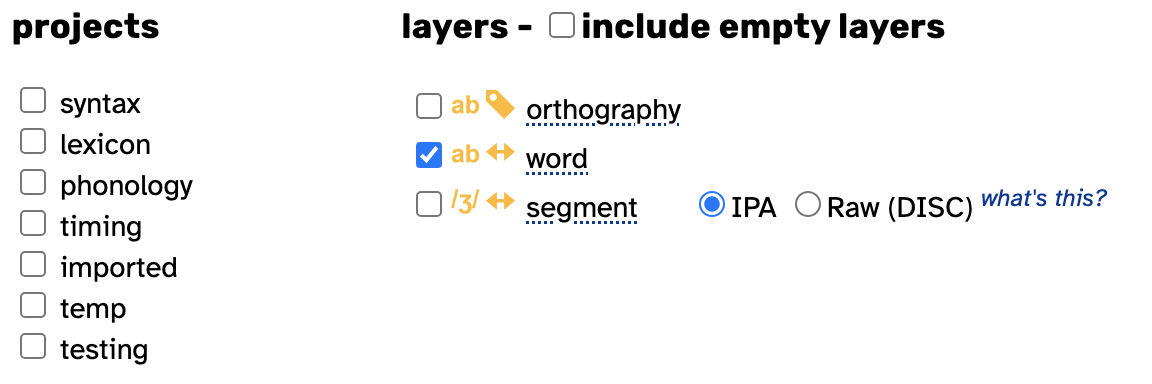 projects
syntax
lexicon
phonology
timing
imported
temp
testing
layers - include empty layers
ab orthography
ab word
/ʒ/ segment IPA Raw (DISC) what's this?